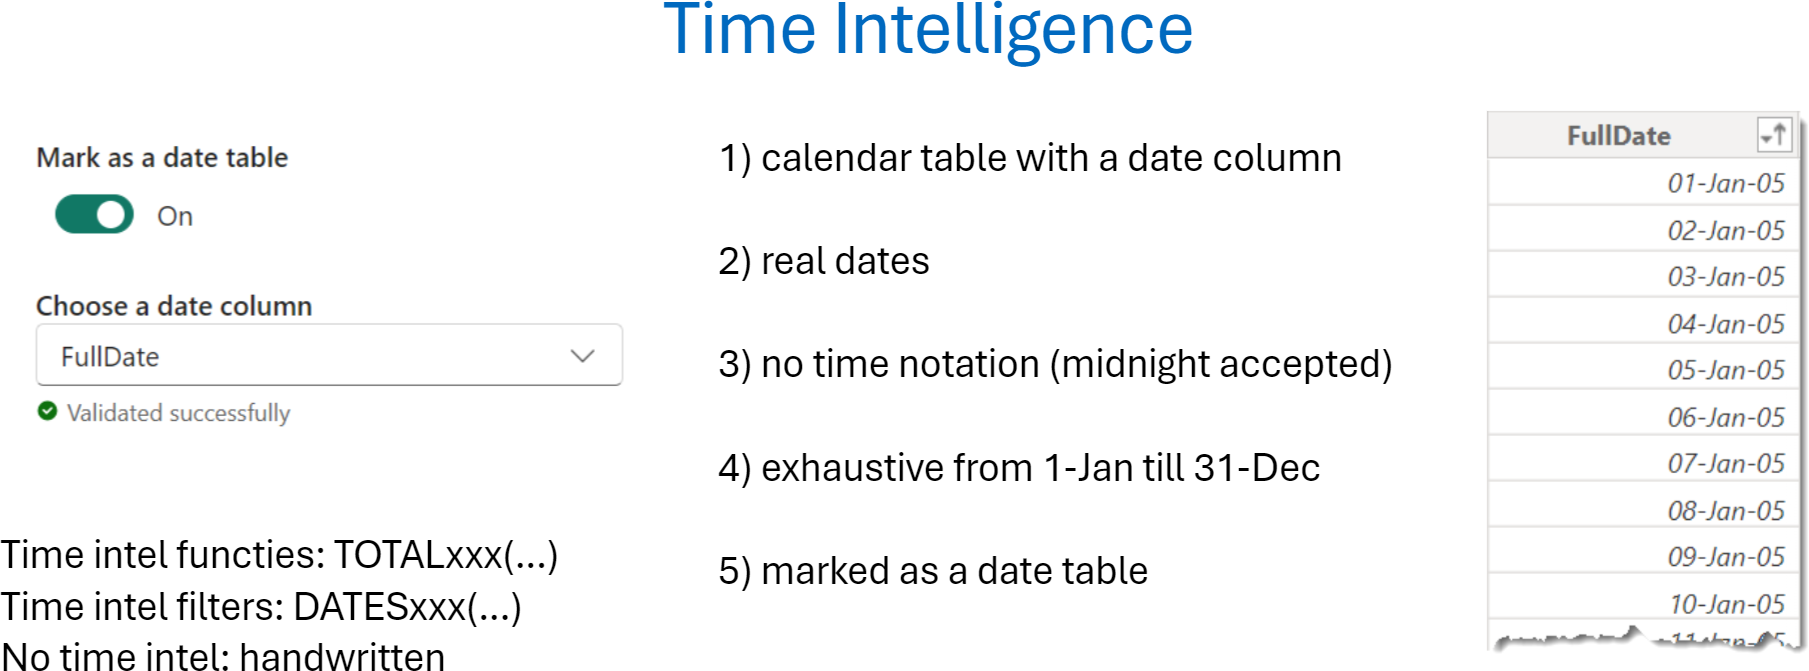 Time Intelligence
Mark as a date table
On
Choose a date column
FullDate
Validated successfully
Time intel functies: TOTALxxx(...)
Time intel filters: DATESxxx(...)
No time intel: handwritten
1) calendar table with a date column
2) real dates
3) no time notation (midnight accepted)
4) exhaustive from 1-Jan till 31-Dec
5) marked as a date table
FullDate
01-Jan-05
02-Jan-05
03-Jan-05
04-Jan-05
05-Jan-05
06-Jan-05
07-Jan-05
08-Jan-05
09-Jan-05
10-Jan-05